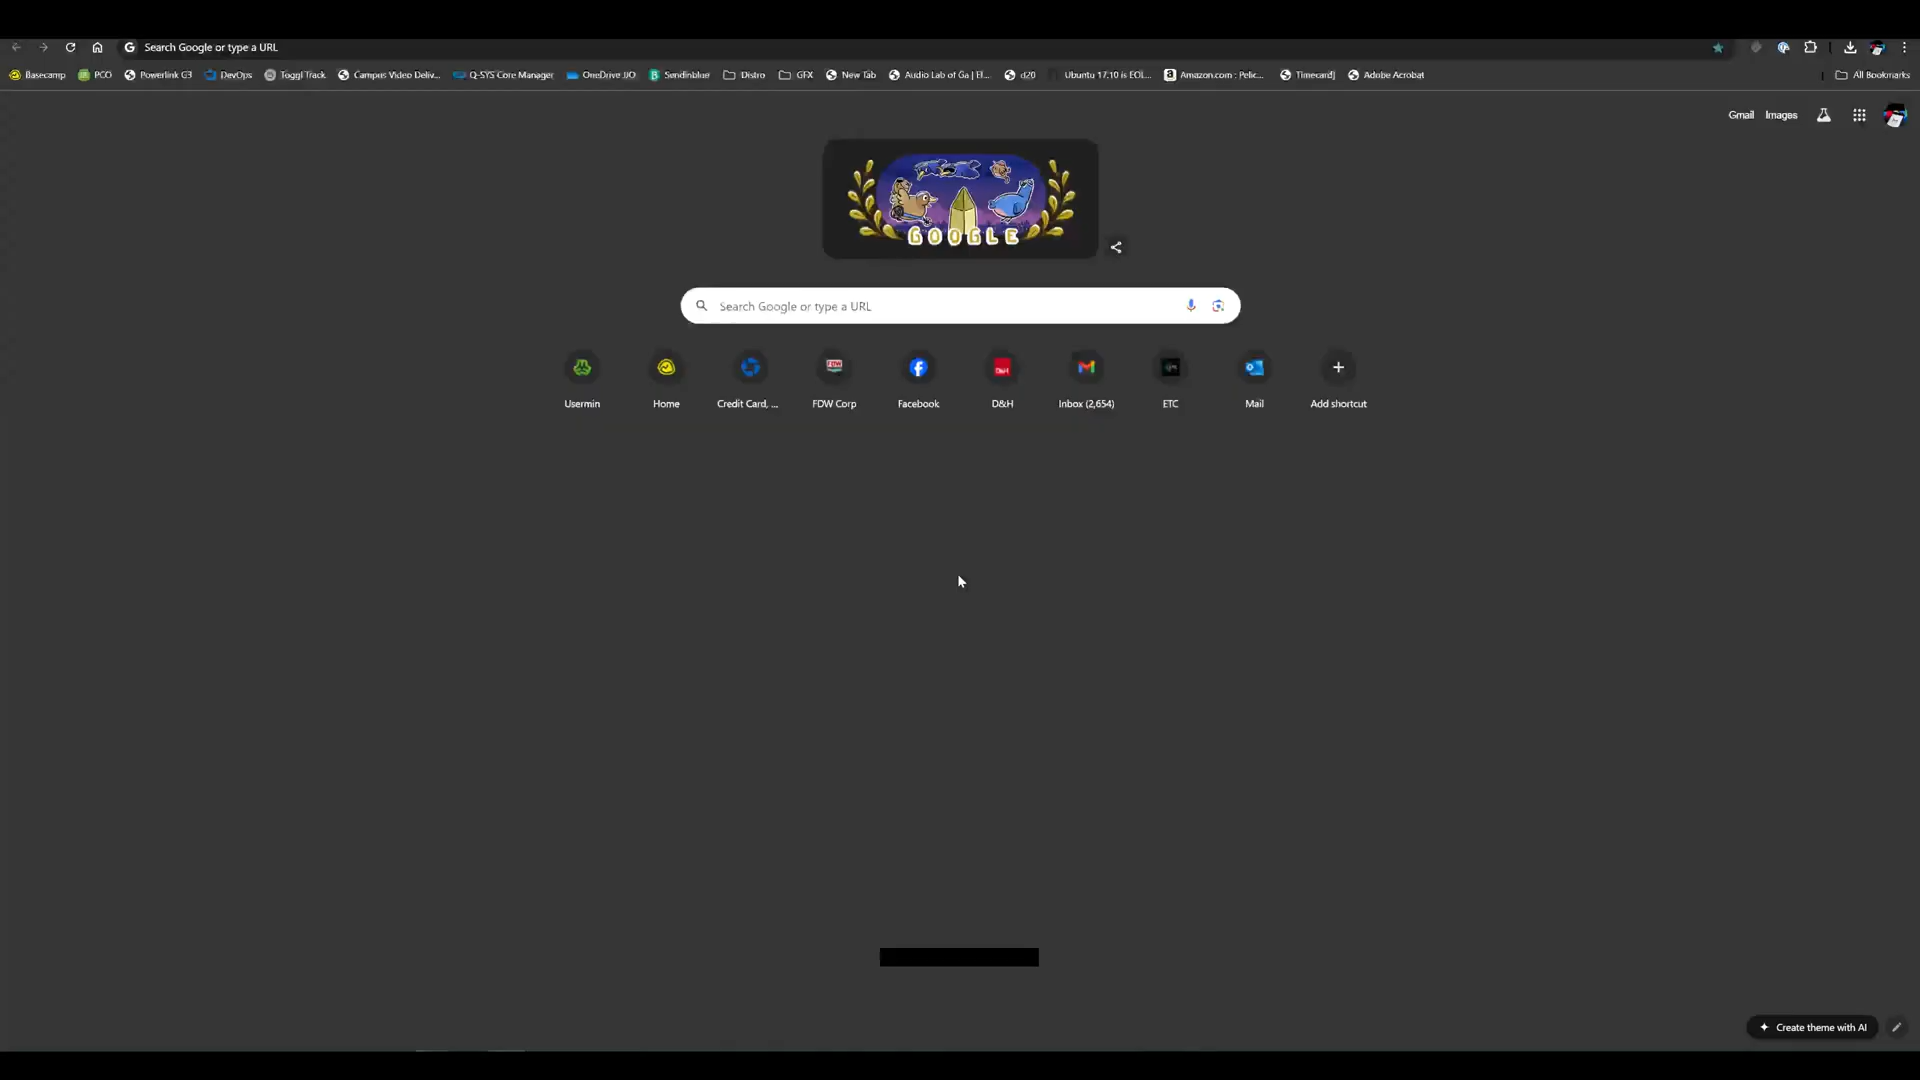 Search Google or type a URL
Basecamp PCO Powerlink G3 DevOps Toggl Track Campus Video Deliv... Q-SYS Core Manager OneDrive JJO Sendinblue Distro GFX New Tab Audio Lab of Ga | El... d20 Ubuntu 17.10 is EOL... Amazon.com : Pelic... Timecard All Bookmarks
Adobe Acrobat
Gmail Images
GOOGLE
Search Google or type a URL
FDW D&H
Usermin Home Credit Card, ... FDW Corp Facebook D&H Inbox (2,654) ETC Mail Add shortcut
Create theme with AI